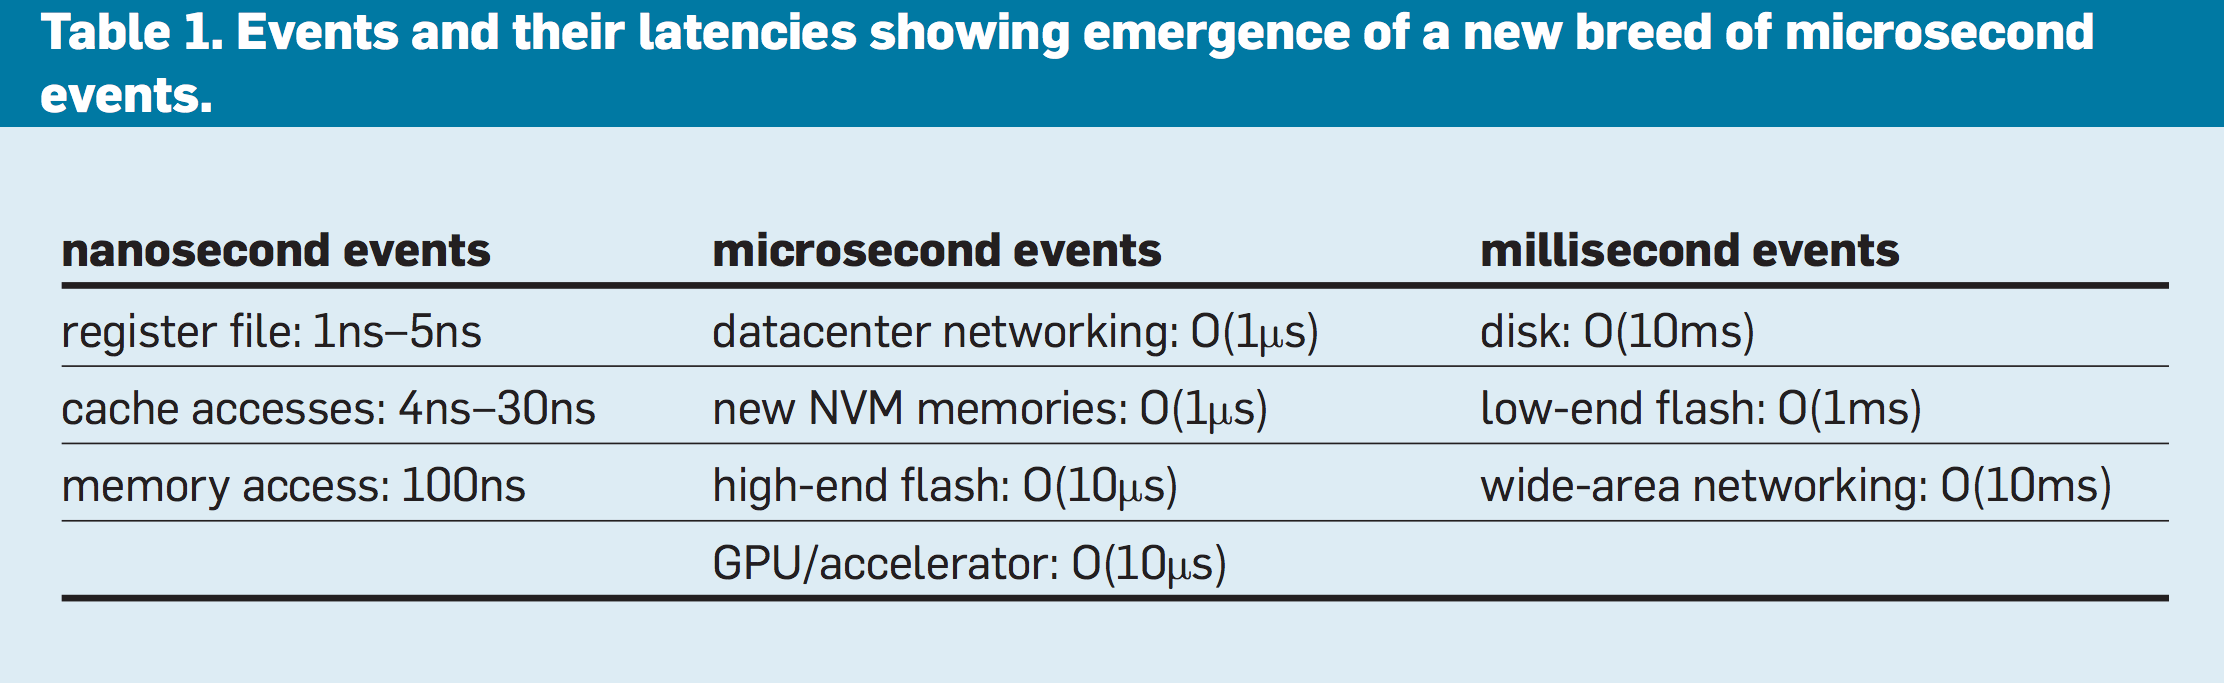 Table 1. Events and their latencies showing emergence of a new breed of microsecond
events.
nanosecond events microsecond events millisecond events
register file: 1ns–5ns datacenter networking: O(1μs) disk: O(10ms)
cache accesses: 4ns–30ns new NVM memories: O(1μs) low-end flash: O(1ms)
memory access: 100ns high-end flash: O(10μs) wide-area networking: O(10ms)
GPU/accelerator: O(10μs)